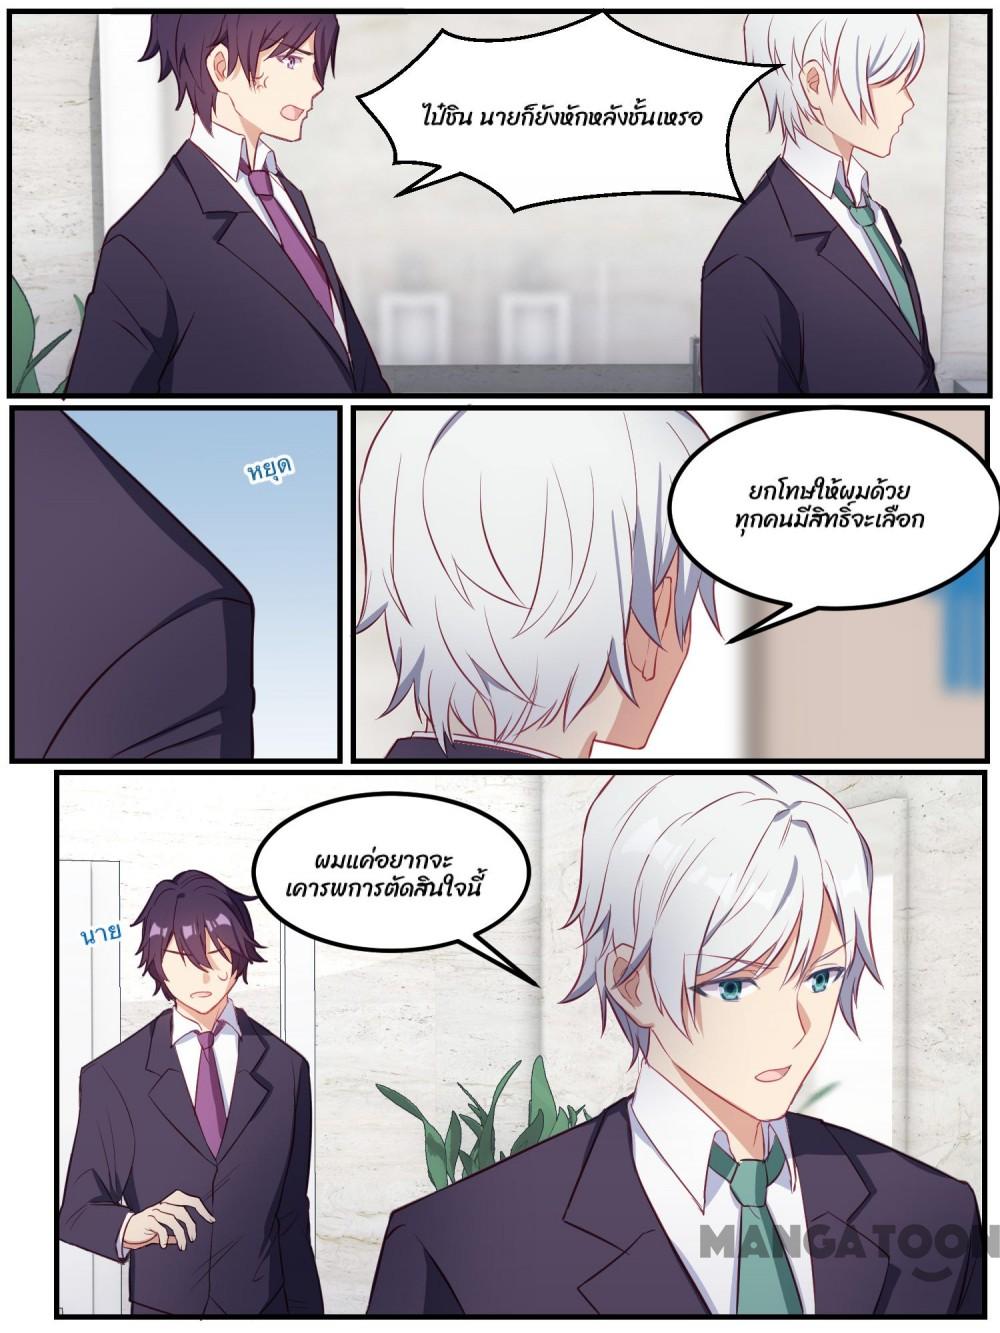 ไป๋ชิน นายก็ยังหักหลังชั้นเหรอ
หยุด
ยกโทษให้ผมด้วย
ทุกคนมีสิทธิ์จะเลือก
ผมแค่อยากจะ
เคารพการตัดสินใจนี้
นาย
MANGATOON